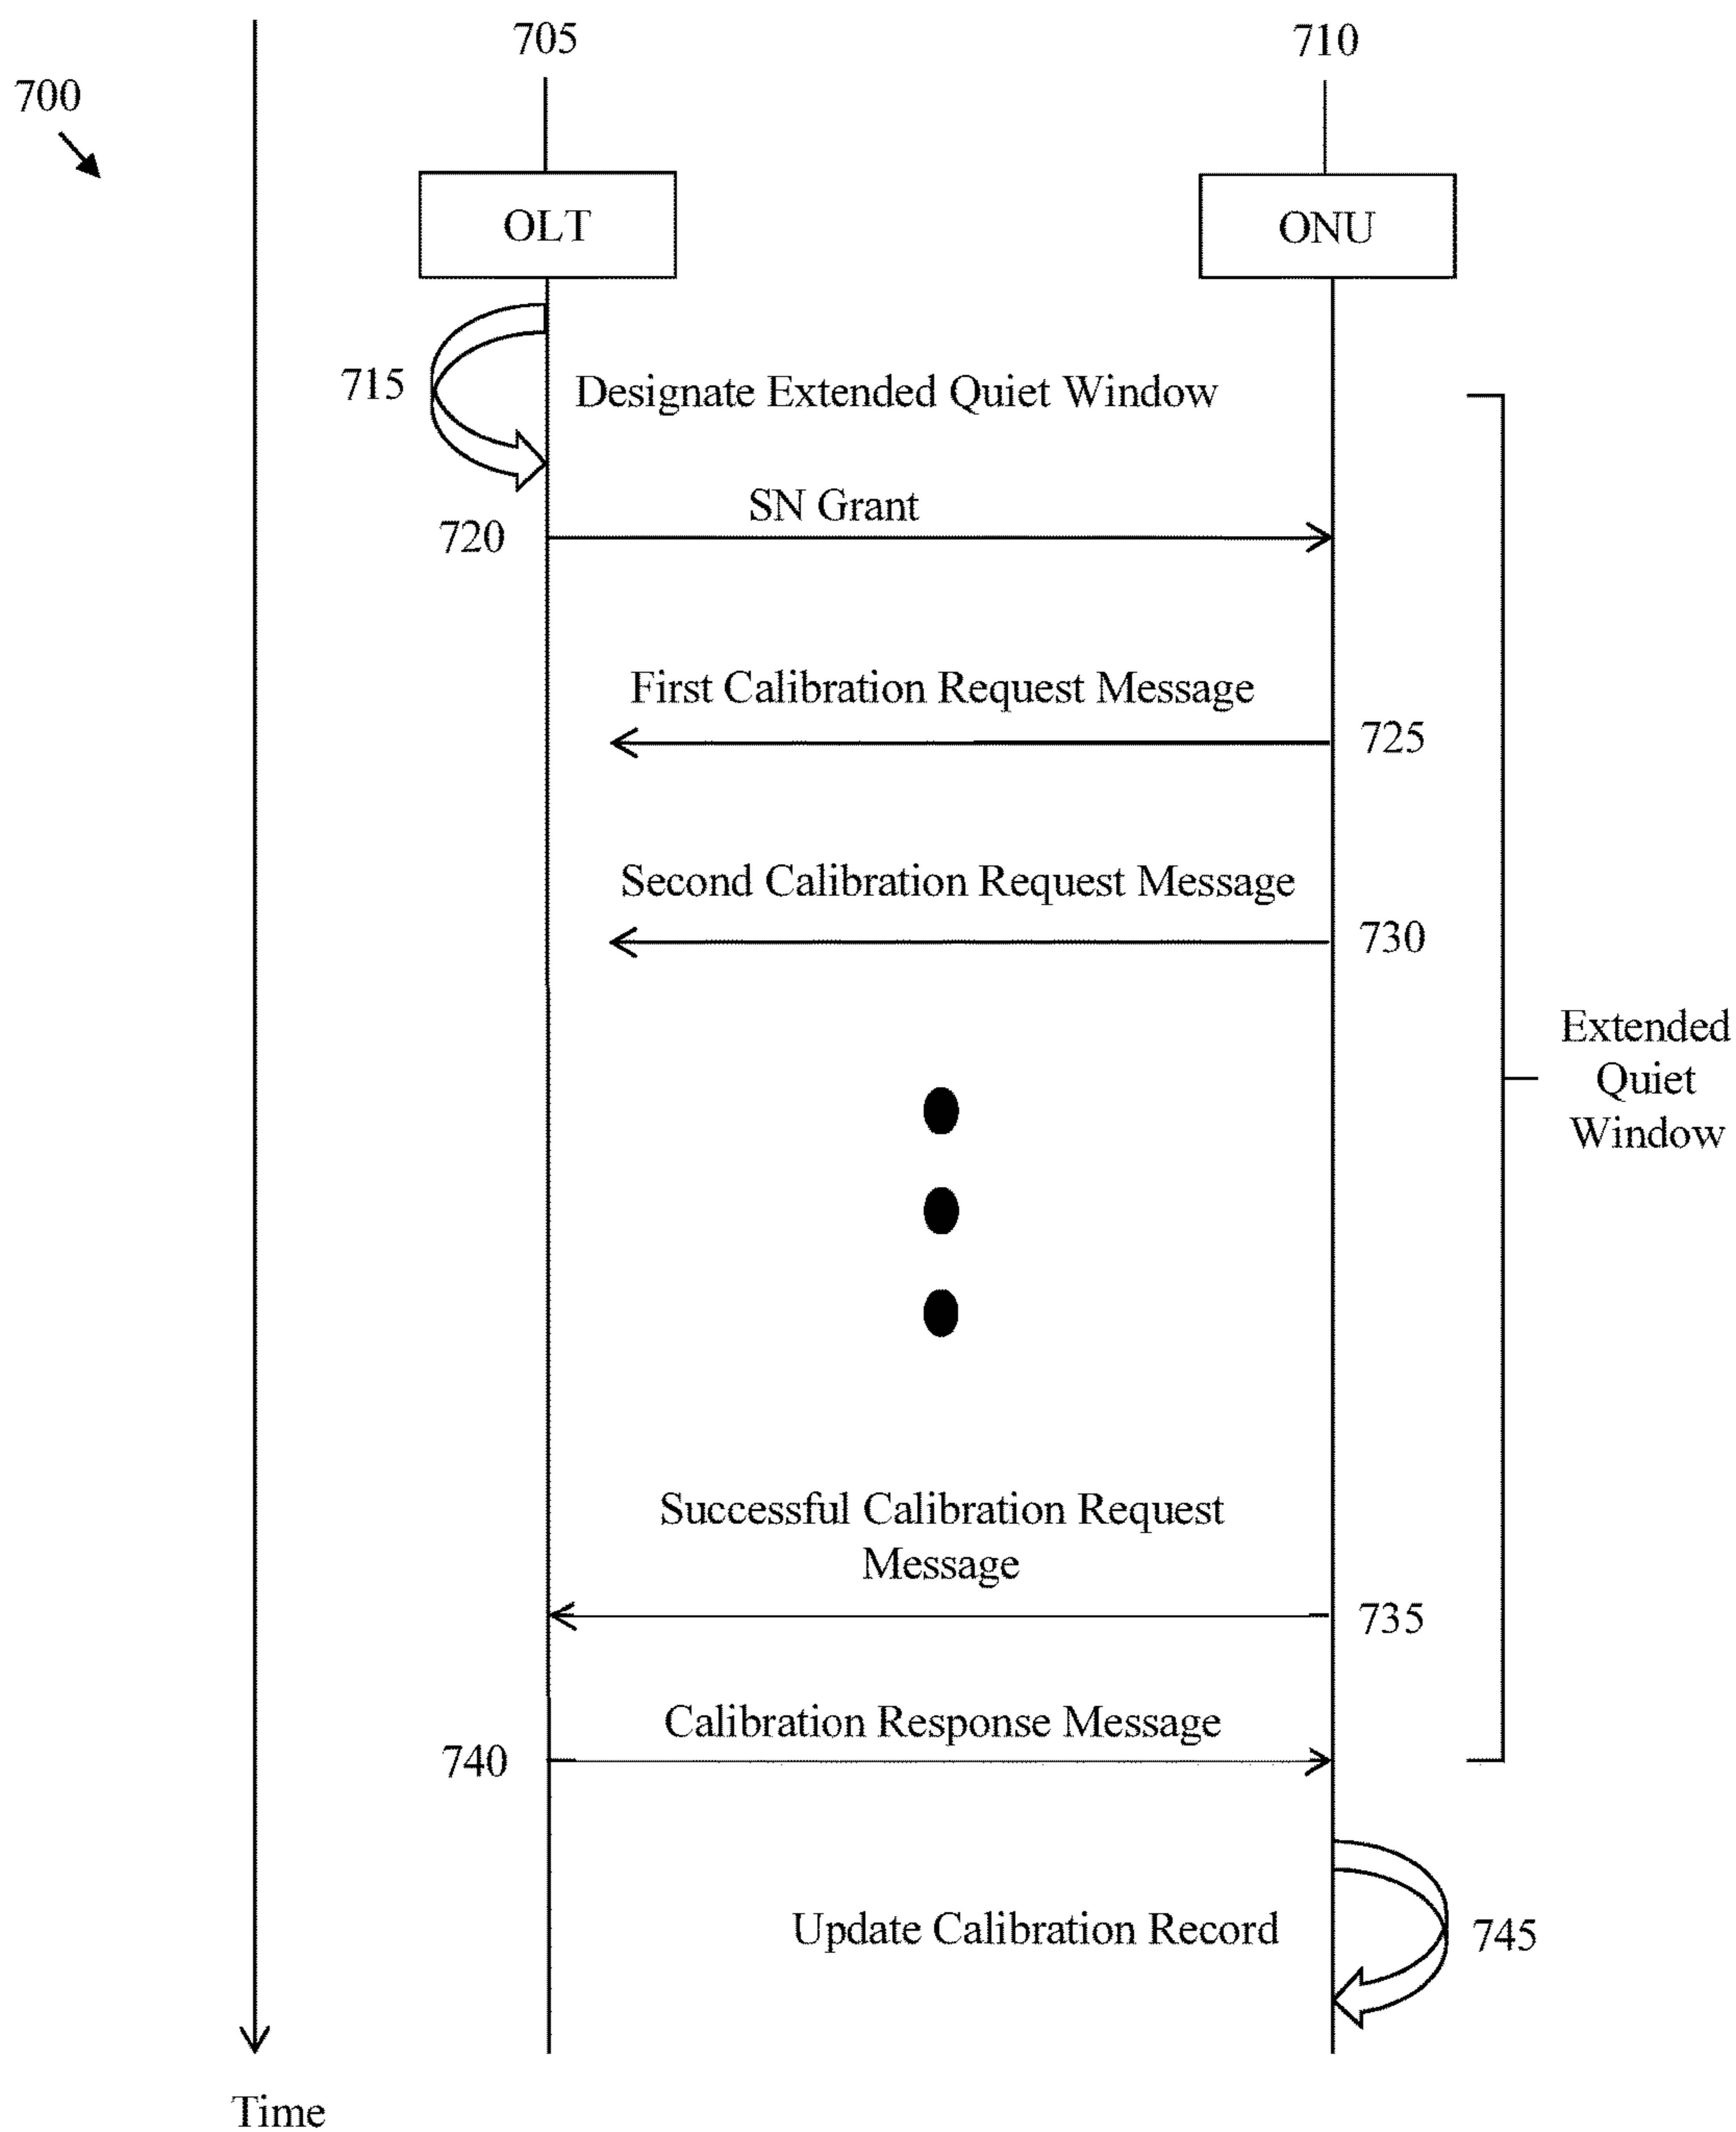 705
710
700
OLT
ONU
715
Designate Extended Quiet Window
SN Grant
720
First Calibration Request Message
725
Second Calibration Request Message
730
Extended
Quiet
Window
Successful Calibration Request
Message
735
Calibration Response Message
740
Update Calibration Record
745
Time